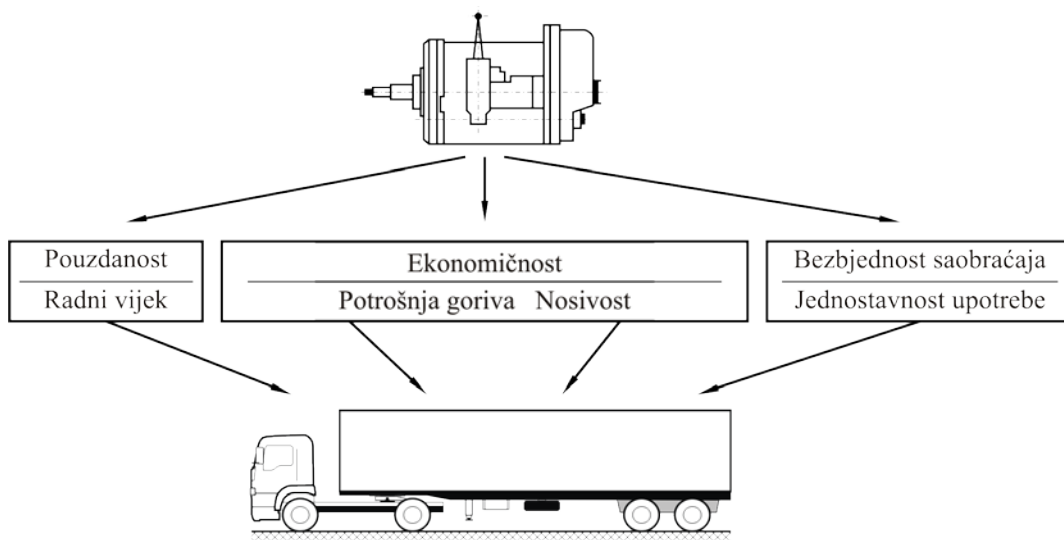 Pouzdanost
Radni vijek
Ekonomičnost
Potrošnja goriva Nosivost
Bezbjednost saobraćaja
Jednostavnost upotrebe